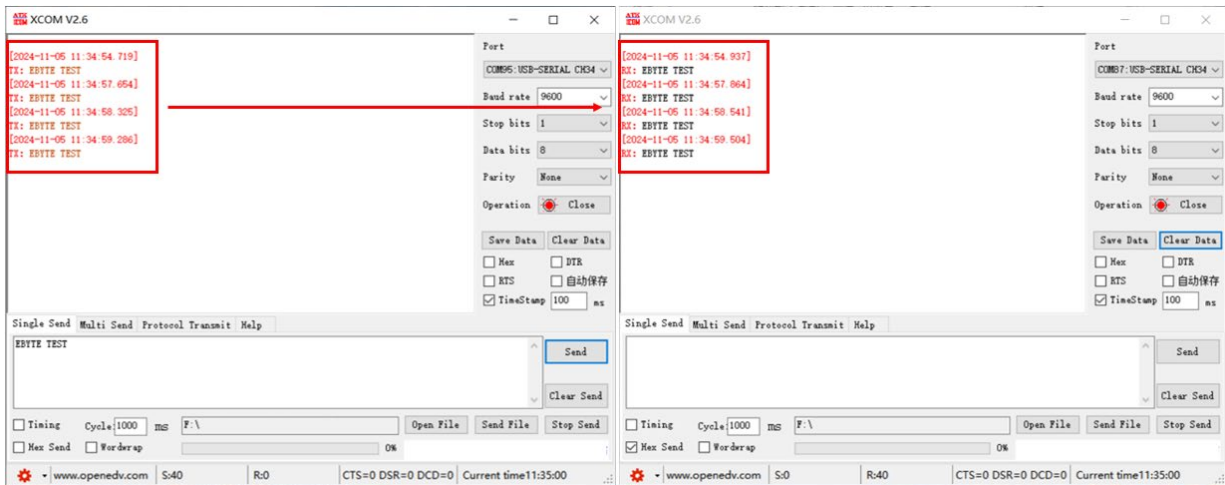 XCOM V2.6
[2024-11-05 11:34:54.719]
TX: EBYTE TEST
[2024-11-05 11:34:57.654]
TX: EBYTE TEST
[2024-11-05 11:34:58.325]
TX: EBYTE TEST
[2024-11-05 11:34:59.286]
TX: EBYTE TEST
Port
COM95:USB-SERIAL CH34
Baud rate 9600
Stop bits 1
Data bits 8
Parity None
Operation Close
Save Data Clear Data
Hex DTR
RTS 自动保存
TimeStamp 100 ms
Single Send Multi Send Protocol Transmit Help
EBYTE TEST
Send
Clear Send
Timing Cycle: 1000 ms F:\ Open File Send File Stop Send
Hex Send Wordwrap 0%
www.openedv.com S:40 R:0 CTS=0 DSR=0 DCD=0 Current time11:35:00
XCOM V2.6
[2024-11-05 11:34:54.937]
RX: EBYTE TEST
[2024-11-05 11:34:57.864]
RX: EBYTE TEST
[2024-11-05 11:34:58.541]
RX: EBYTE TEST
[2024-11-05 11:34:59.504]
RX: EBYTE TEST
Port
COM87:USB-SERIAL CH34
Baud rate 9600
Stop bits 1
Data bits 8
Parity None
Operation Close
Save Data Clear Data
Hex DTR
RTS 自动保存
TimeStamp 100 ms
Single Send Multi Send Protocol Transmit Help
Send
Clear Send
Timing Cycle: 1000 ms F:\ Open File Send File Stop Send
Hex Send Wordwrap 0%
www.openedv.com S:0 R:40 CTS=0 DSR=0 DCD=0 Current time11:35:00